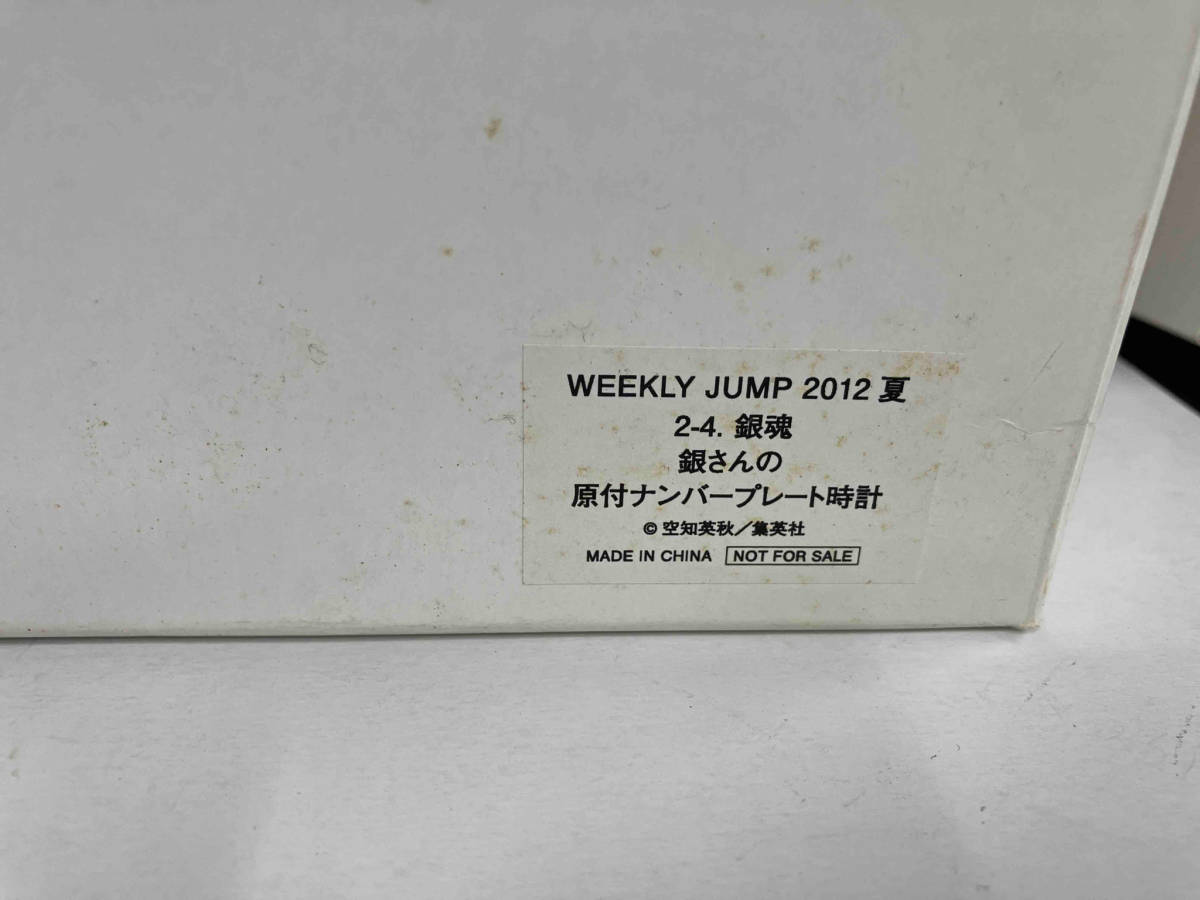 WEEKLY JUMP 2012 夏
2-4. 銀魂
銀さんの
原付ナンバープレート時計
© 空知英秋／集英社
MADE IN CHINA NOT FOR SALE